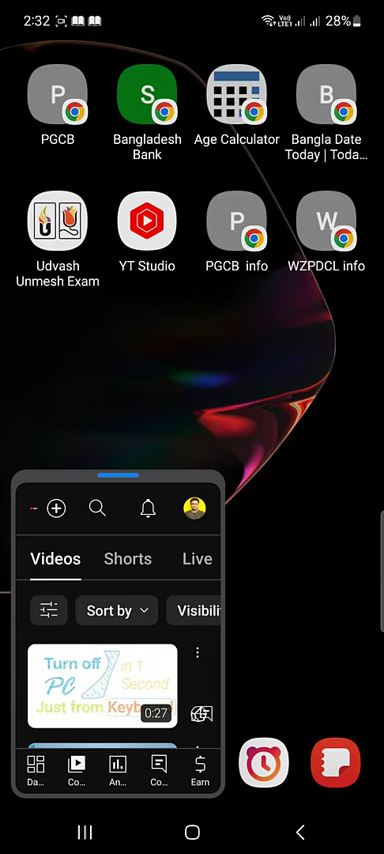 2:32 Vo) LTE1 28%
P S B
PGCB Bangladesh Bank Age Calculator Bangla Date Today | Toda...
P W
Udvash Unmesh Exam YT Studio PGCB info WZPDCL info
Videos Shorts Live
Sort by Visibili
Turn off in 1
PC Second
Just from Keyboard
0:27
Da... Co... An... Co... Earn